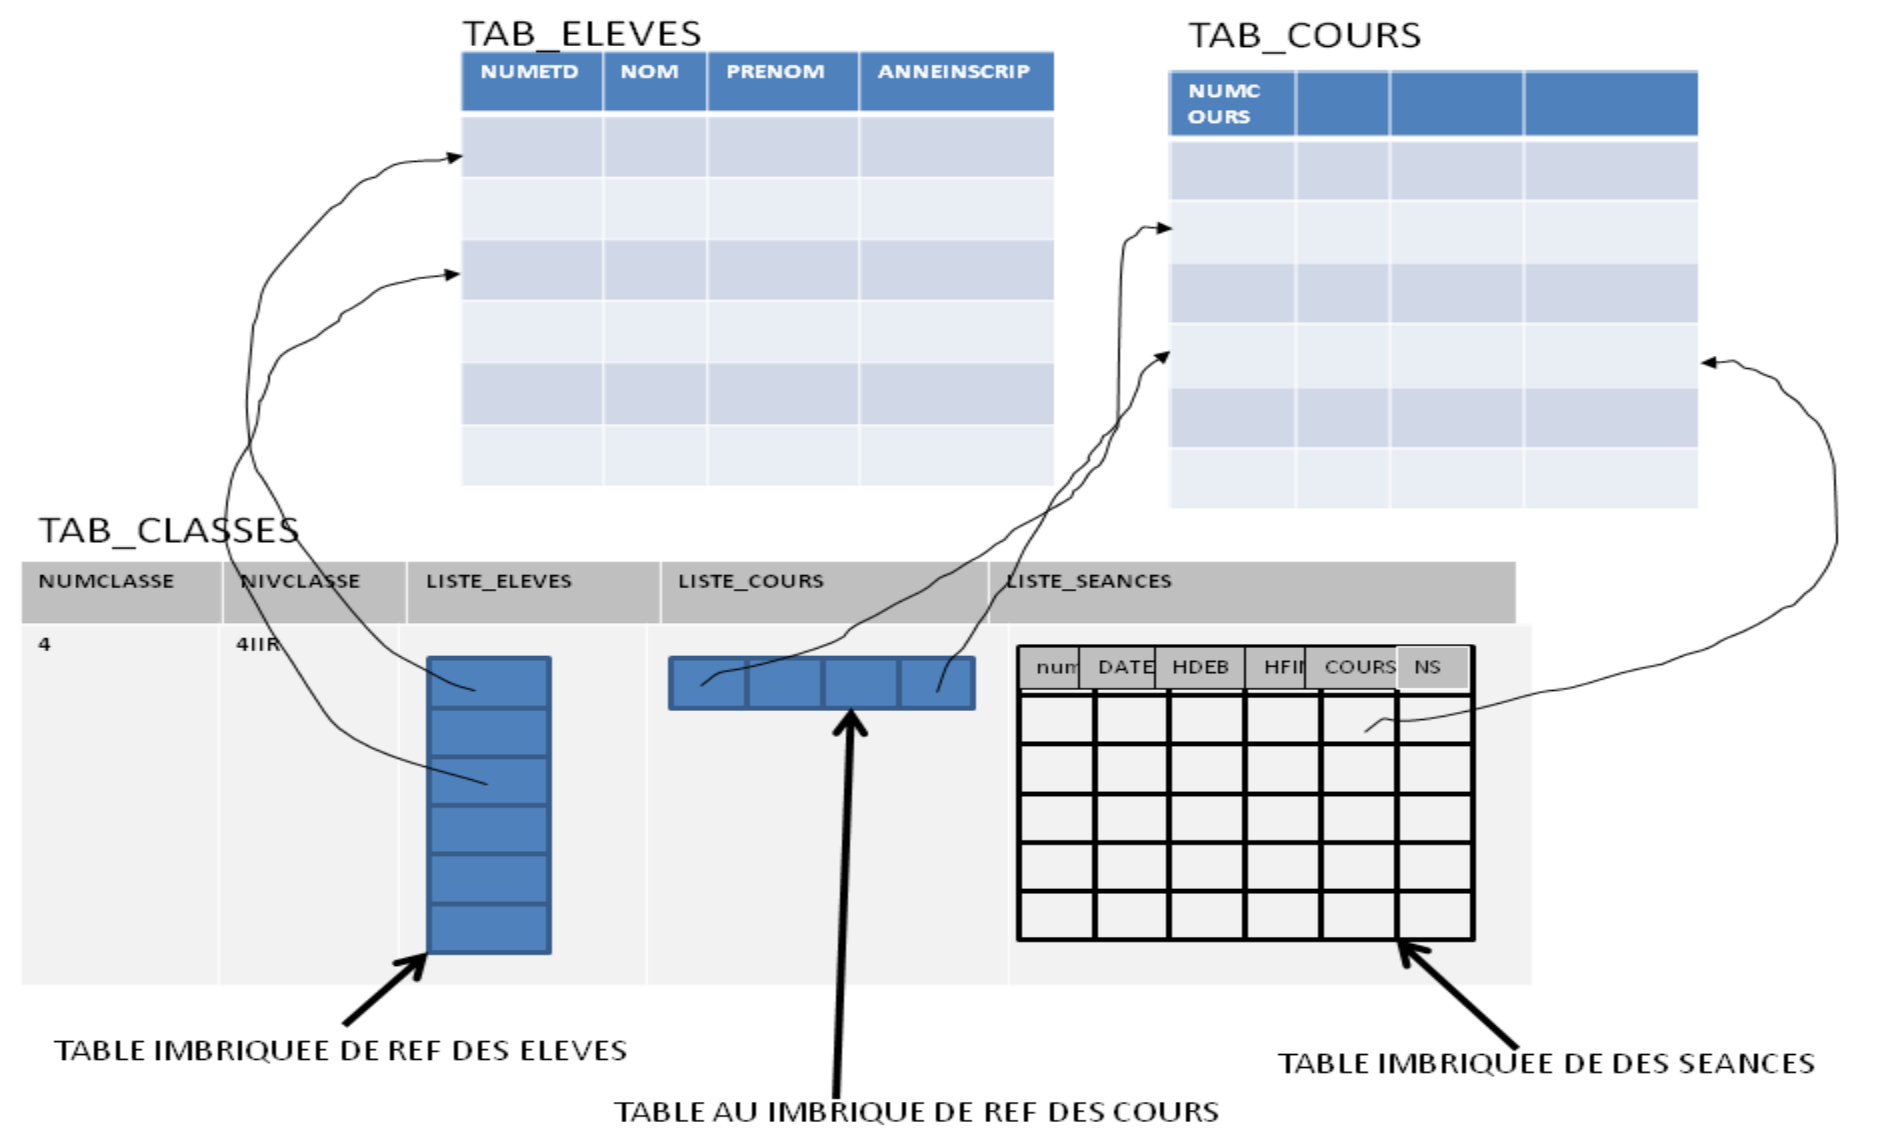 TAB_ELEVES
NUMETD NOM PRENOM ANNEINSCRIP
TAB_COURS
NUMC
OURS
TAB_CLASSES
NUMCLASSE NIVCLASSE LISTE_ELEVES LISTE_COURS LISTE_SEANCES
4 4IIR
num DATE HDEB HFII COURS NS
TABLE IMBRIQUEE DE REF DES ELEVES
TABLE IMBRIQUEE DE DES SEANCES
TABLE AU IMBRIQUE DE REF DES COURS